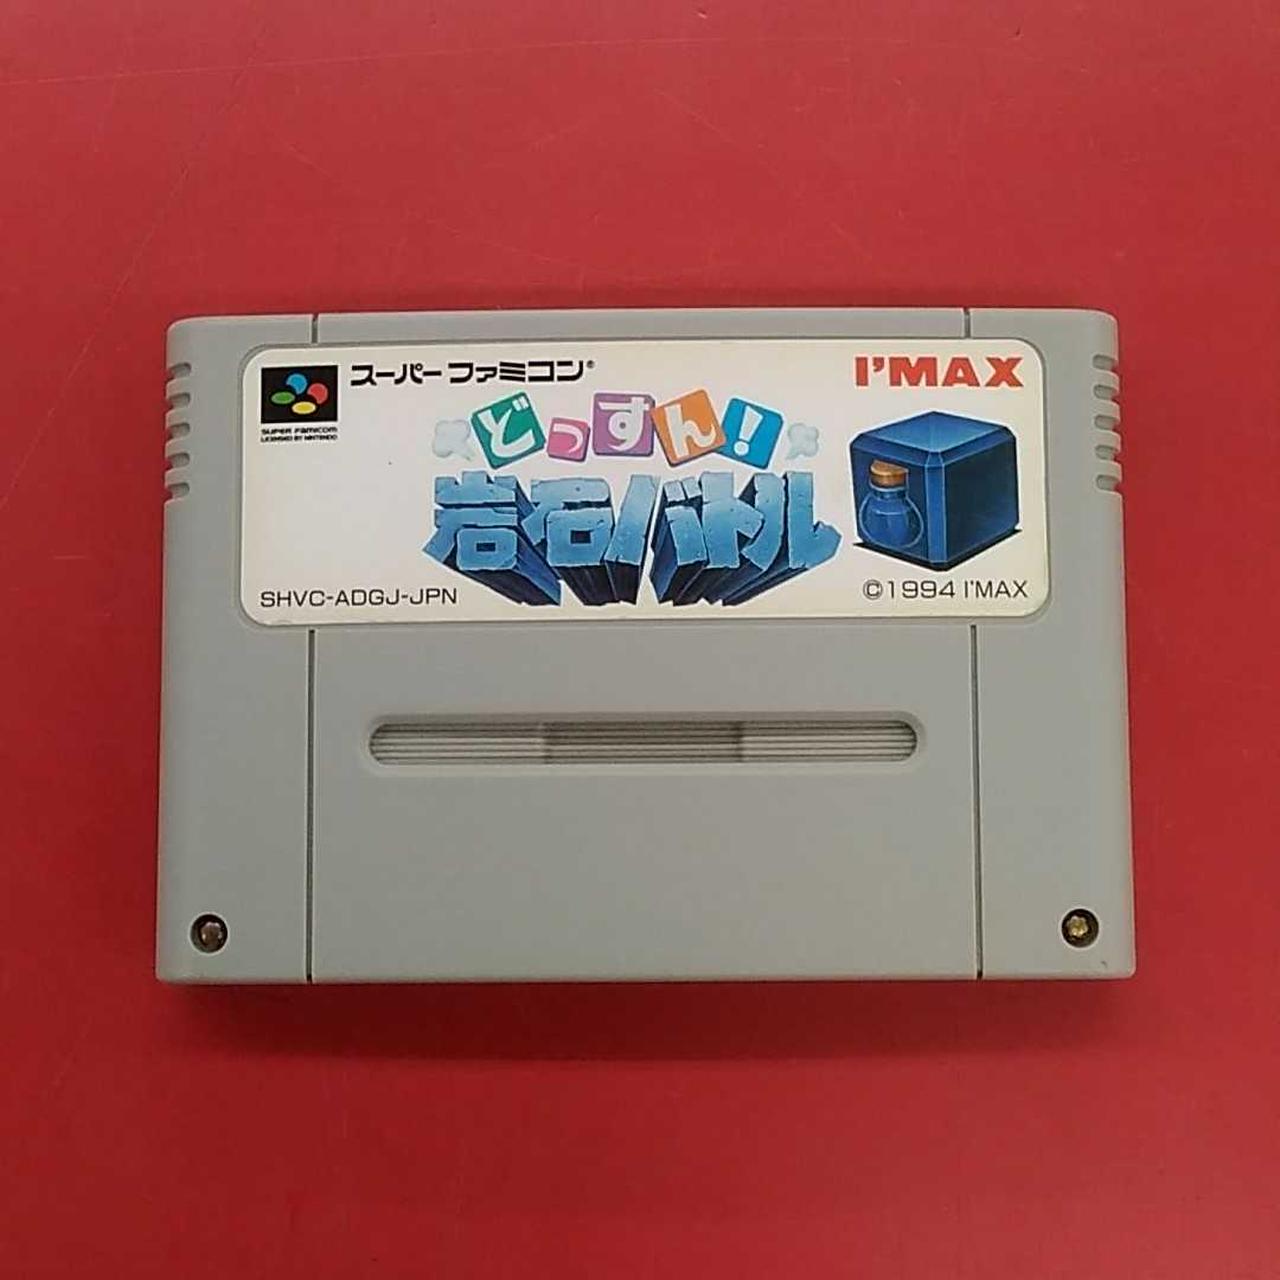 スーパーファミコン®
I'MAX
SUPER FAMICOM
LICENSED BY NINTENDO
どっすん!
岩石バトル
SHVC-ADGJ-JPN
©1994 I'MAX